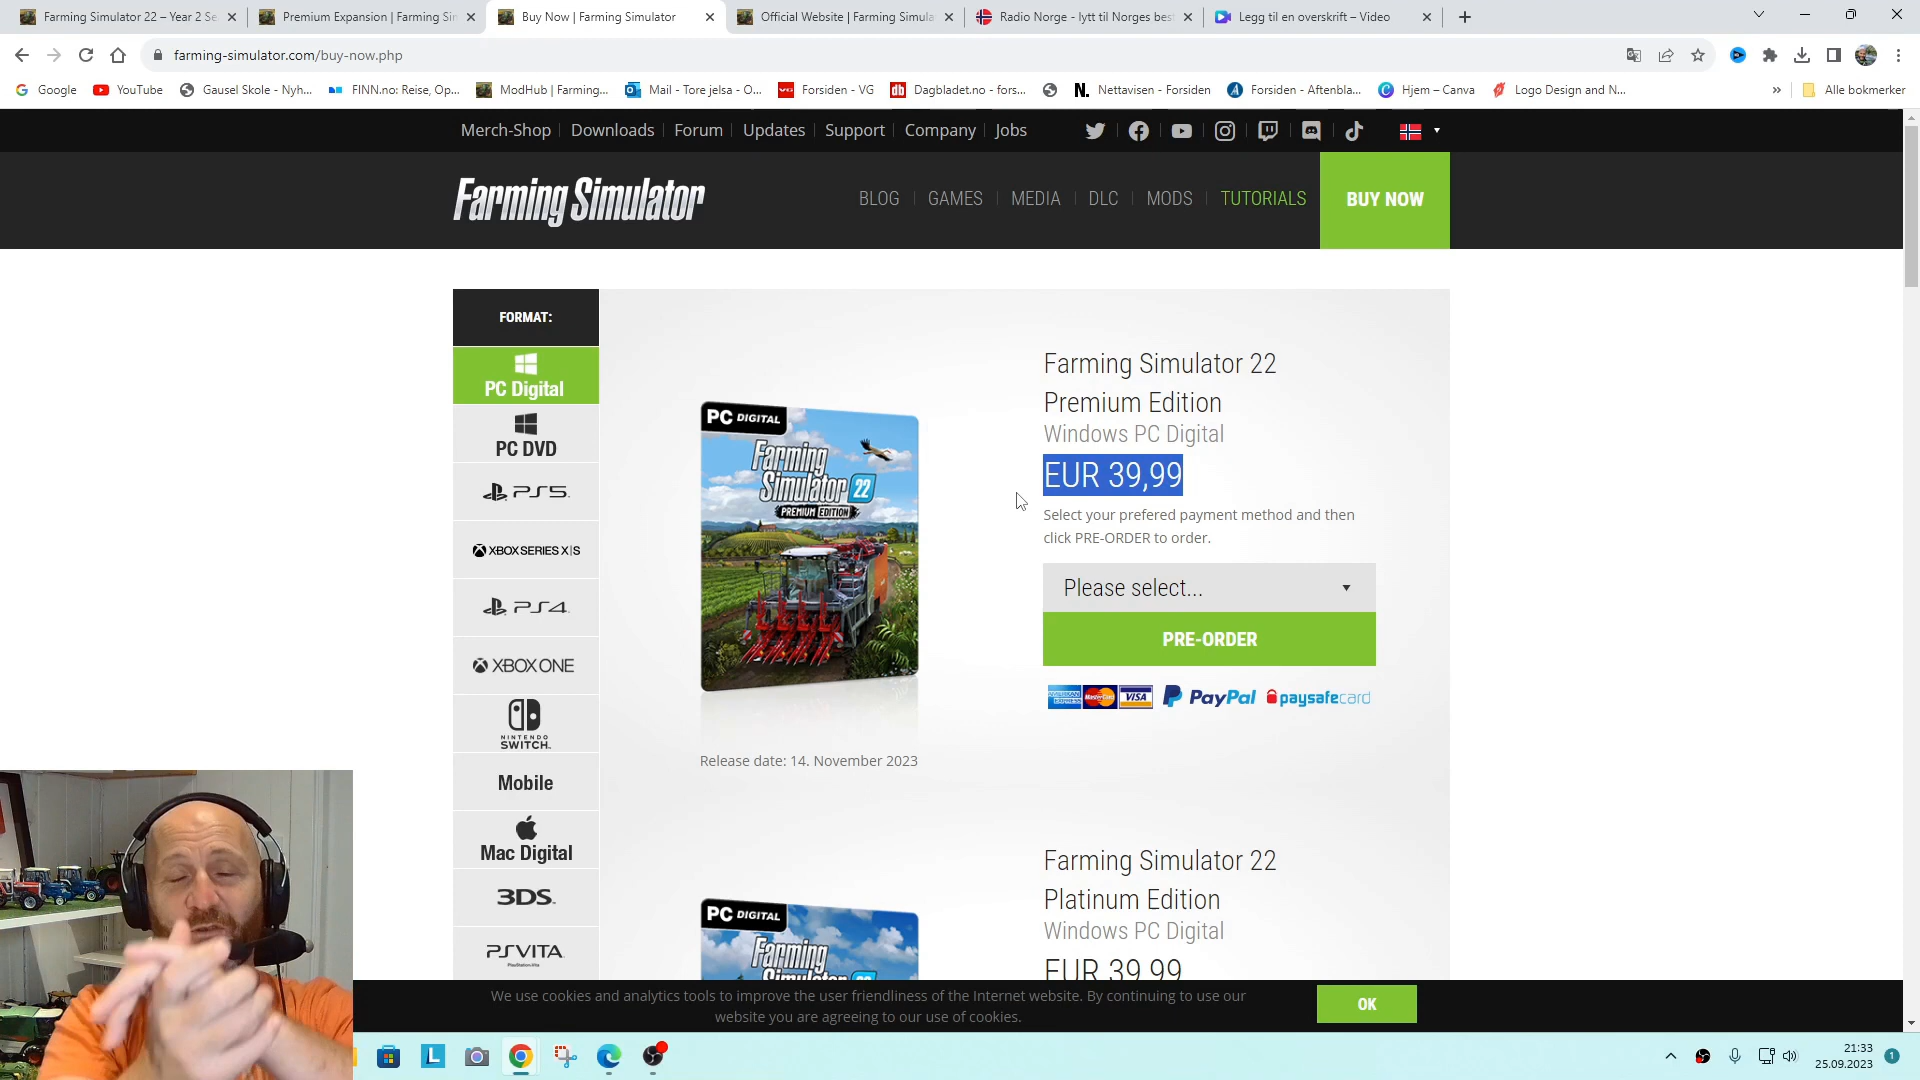 Farming Simulator 22 – Year 2 Se
Premium Expansion | Farming Sim
Buy Now | Farming Simulator
Official Website | Farming Simula
Radio Norge - lytt til Norges bes
Legg til en overskrift – Video
farming-simulator.com/buy-now.php
Google
YouTube
Gausel Skole - Nyh...
FINN.no: Reise, Op...
ModHub | Farming...
Mail - Tore jelsa - O...
Forsiden - VG
Dagbladet.no - fors...
Nettavisen - Forsiden
Forsiden - Aftenbla...
Hjem – Canva
Logo Design and N...
Alle bokmerker
Merch-Shop
Downloads
Forum
Updates
Support
Company
Jobs
Farming Simulator
BLOG
GAMES
MEDIA
DLC
MODS
TUTORIALS
BUY NOW
FORMAT:
PC Digital
PC DVD
PS5
XBOX SERIES X|S
PS4
XBOX ONE
NINTENDO
SWITCH
Mobile
Mac Digital
3DS
PSVITA
PC DIGITAL
Farming
Simulator 22
PREMIUM EDITION
Release date: 14. November 2023
Farming Simulator 22
Premium Edition
Windows PC Digital
EUR 39,99
Select your prefered payment method and then
click PRE-ORDER to order.
Please select...
PRE-ORDER
AMERICAN EXPRESS
MasterCard
VISA
PayPal
paysafecard
PC DIGITAL
Farming
Simulator 22
Farming Simulator 22
Platinum Edition
Windows PC Digital
EUR 39,99
We use cookies and analytics tools to improve the user friendliness of the Internet website. By continuing to use our
website you are agreeing to our use of cookies.
OK
21:33
25.09.2023
1